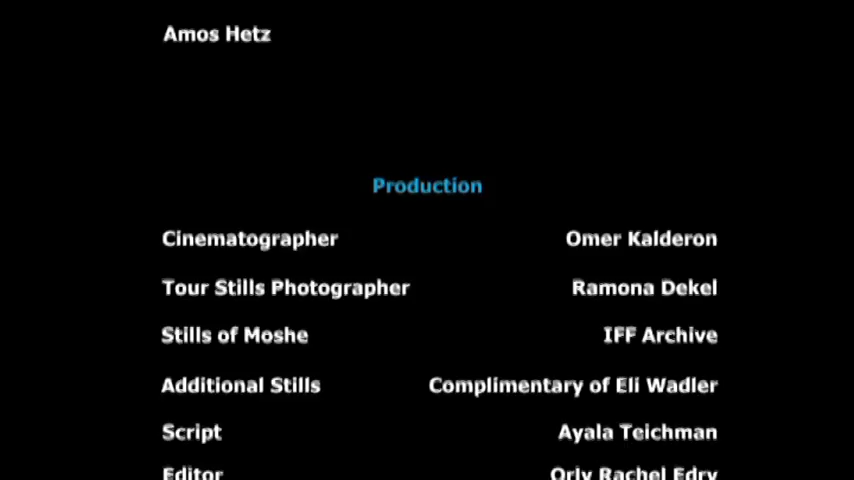 Amos Hetz
Production
Cinematographer Omer Kalderon
Tour Stills Photographer Ramona Dekel
Stills of Moshe IFF Archive
Additional Stills Complimentary of Eli Wadler
Script Ayala Teichman
Editor Orly Rachel Edry